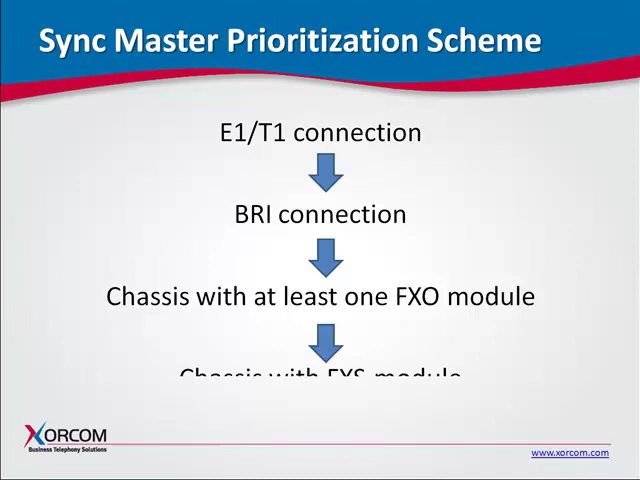 Sync Master Prioritization Scheme
E1/T1 connection
BRI connection
Chassis with at least one FXO module
Chassis with FXS module
XORCOM
Business Telephony Solutions
www.xorcom.com